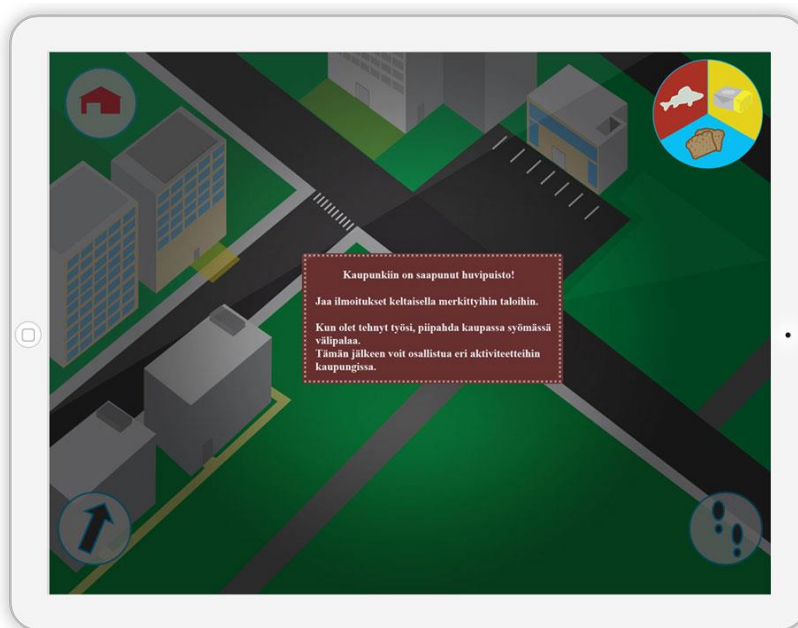 Kaupunkiin on saapunut huvipuisto!
Jaa ilmoitukset keltaisella merkittyihin taloihin.
Kun olet tehnyt työsi, piipahda kaupassa syömässä
välipalaa.
Tämän jälkeen voit osallistua eri aktiviteetteihin
kaupungissa.